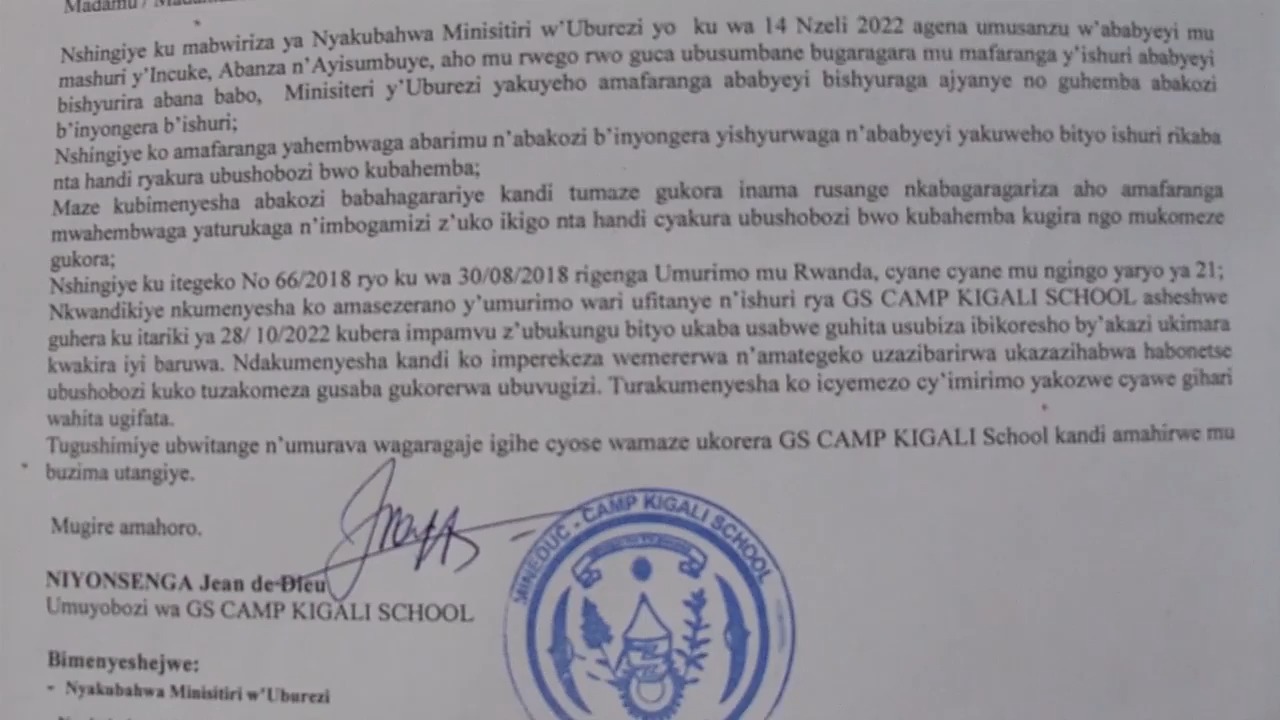 Madamu /
Nshingiye ku mabwiriza ya Nyakubahwa Minisitiri w'Uburezi yo ku wa 14 Nzeli 2022 agena umusanzu w'ababyeyi mu
mashuri y'Incuke, Abanza n'Ayisumbuye, aho mu rwego rwo guca ubusumbane bugaragara mu mafaranga y'ishuri ababyeyi
bishyurira abana babo, Minisiteri y'Uburezi yakuyeho amafaranga ababyeyi bishyuraga ajyanye no guhemba abakozi
b'inyongera b'ishuri;
Nshingiye ko amafaranga yahembwaga abarimu n'abakozi b'inyongera yishyurwaga n'ababyeyi yakuweho bityo ishuri rikaba
nta handi ryakura ubushobozi bwo kubahemba;
Maze kubimenyesha abakozi babahagarariye kandi tumaze gukora inama rusange nkabagaragariza aho amafaranga
mwahembwaga yaturukaga n'imbogamizi z'uko ikigo nta handi cyakura ubushobozi bwo kubahemba kugira ngo mukomeze
gukora;
Nshingiye ku itegeko No 66/2018 ryo ku wa 30/08/2018 rigenga Umurimo mu Rwanda, cyane cyane mu ngingo yaryo ya 21;
Nkwandikiye nkumenyesha ko amasezerano y'umurimo wari ufitanye n'ishuri rya GS CAMP KIGALI SCHOOL asheshwe
guhera ku itariki ya 28/ 10/2022 kubera impamvu z'ubukungu bityo ukaba usabwe guhita usubiza ibikoresho by'akazi ukimara
kwakira iyi baruwa. Ndakumenyesha kandi ko imperekeza wemererwa n'amategeko uzazibarirwa ukazazihabwa habonetse
ubushobozi kuko tuzakomeza gusaba gukorerwa ubuvugizi. Turakumenyesha ko icyemezo cy'imirimo yakozwe cyawe gihari
wahita ugifata.
Tugushimiye ubwitange n'umurava wagaragaje igihe cyose wamaze ukorera GS CAMP KIGALI School kandi amahirwe mu
buzima utangiye.
Mugire amahoro.
NIYONSENGA Jean de Dieu
Umuyobozi wa GS CAMP KIGALI SCHOOL
MINEDUC - CAMP KIGALI SCHOOL
Bimenyeshejwe:
- Nyakubahwa Minisitiri w'Uburezi